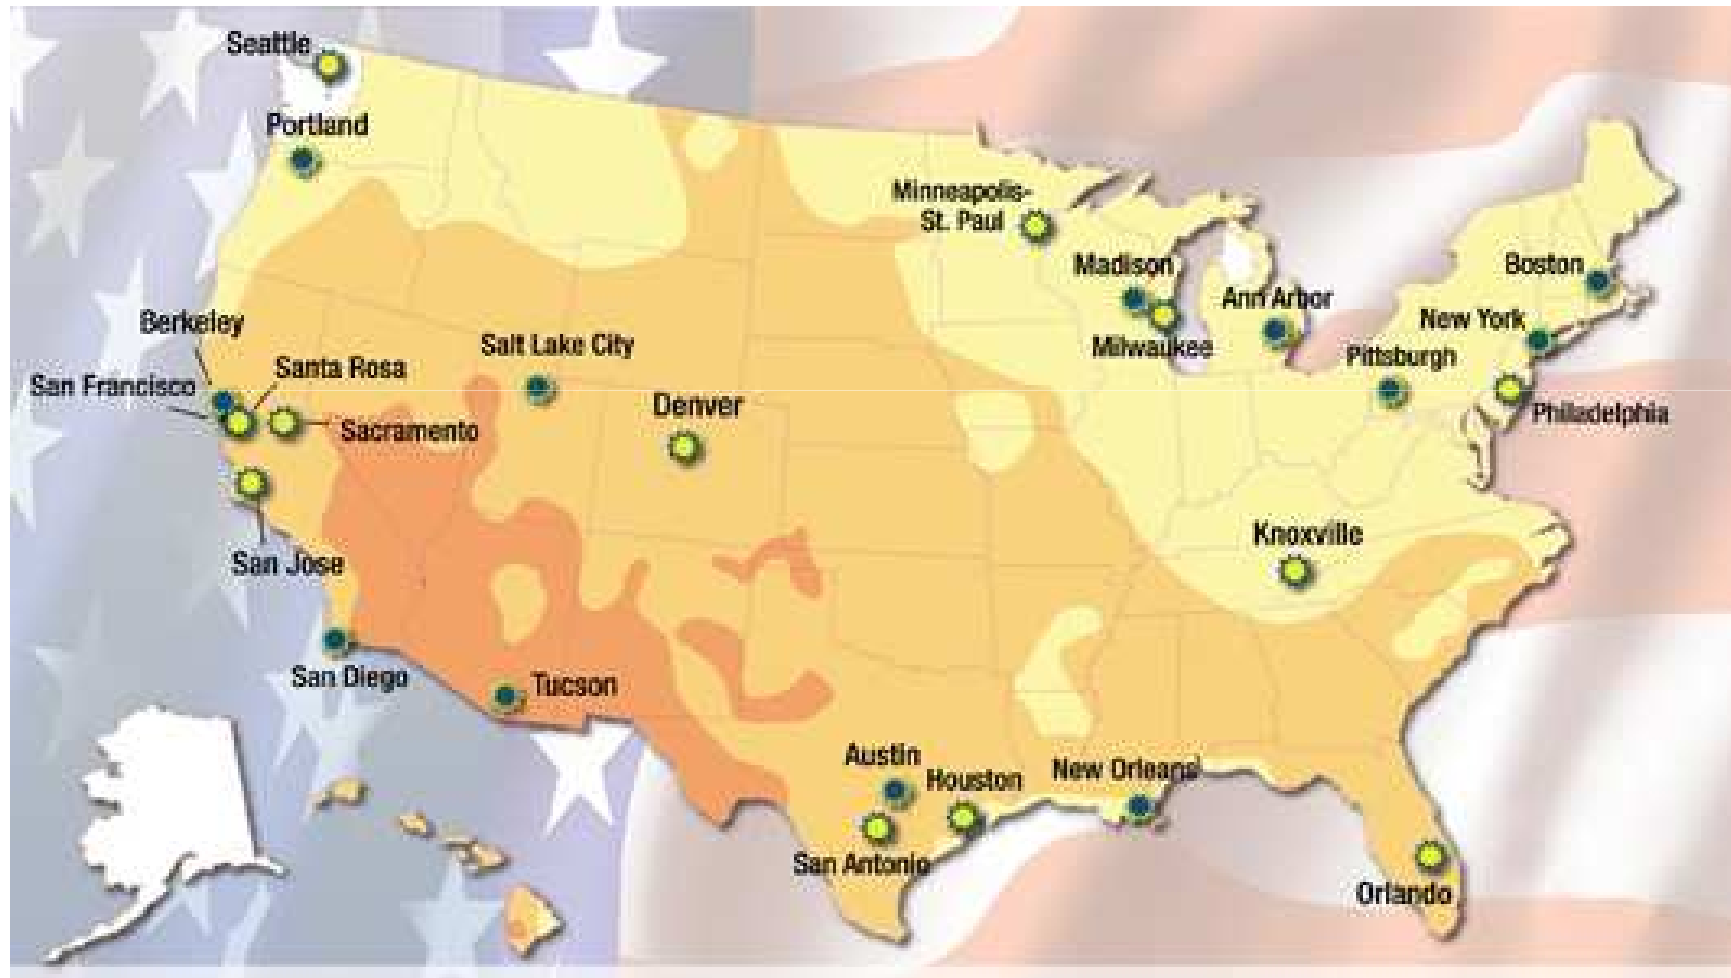 Seattle
Portland
Minneapolis-
St. Paul
Madison
Ann Arbor
Boston
New York
Berkeley
Salt Lake City
Milwaukee
Pittsburgh
Santa Rosa
San Francisco
Denver
Philadelphia
Sacramento
Knoxville
San Jose
San Diego
Tucson
Austin
Houston
New Orleans
San Antonio
Orlando